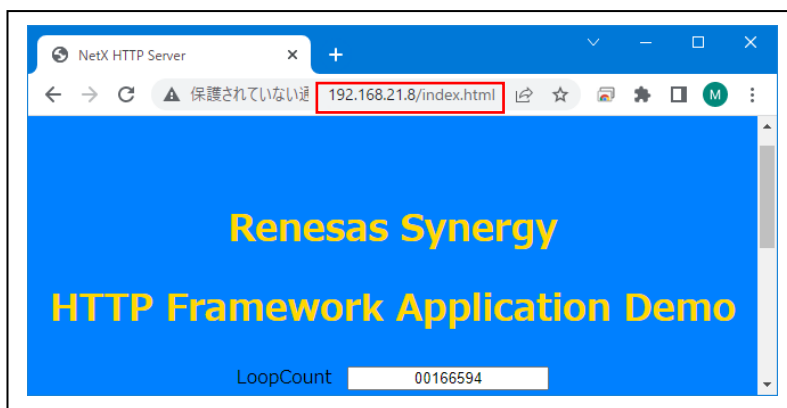 NetX HTTP Server
保護されていない通 192.168.21.8/index.html M
Renesas Synergy
HTTP Framework Application Demo
LoopCount 00166594